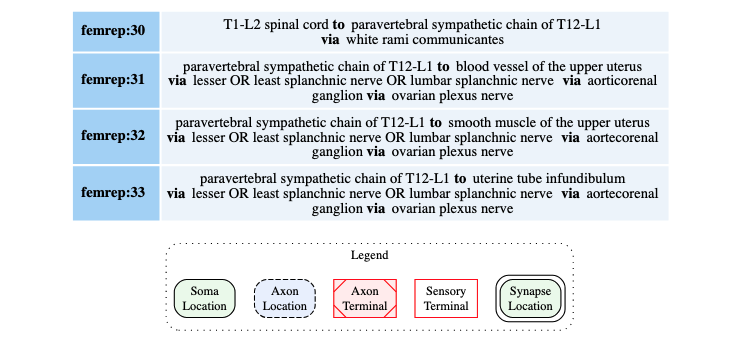 femrep:30
T1-L2 spinal cord to paravertebral sympathetic chain of T12-L1
via white rami communicantes
femrep:31
paravertebral sympathetic chain of T12-L1 to blood vessel of the upper uterus
via lesser OR least splanchnic nerve OR lumbar splanchnic nerve via aorticorenal
ganglion via ovarian plexus nerve
femrep:32
paravertebral sympathetic chain of T12-L1 to smooth muscle of the upper uterus
via lesser OR least splanchnic nerve OR lumbar splanchnic nerve via aortecorenal
ganglion via ovarian plexus nerve
femrep:33
paravertebral sympathetic chain of T12-L1 to uterine tube infundibulum
via lesser OR least splanchnic nerve OR lumbar splanchnic nerve via aortecorenal
ganglion via ovarian plexus nerve
Legend
Soma
Location
Axon
Location
Axon
Terminal
Sensory
Terminal
Synapse
Location